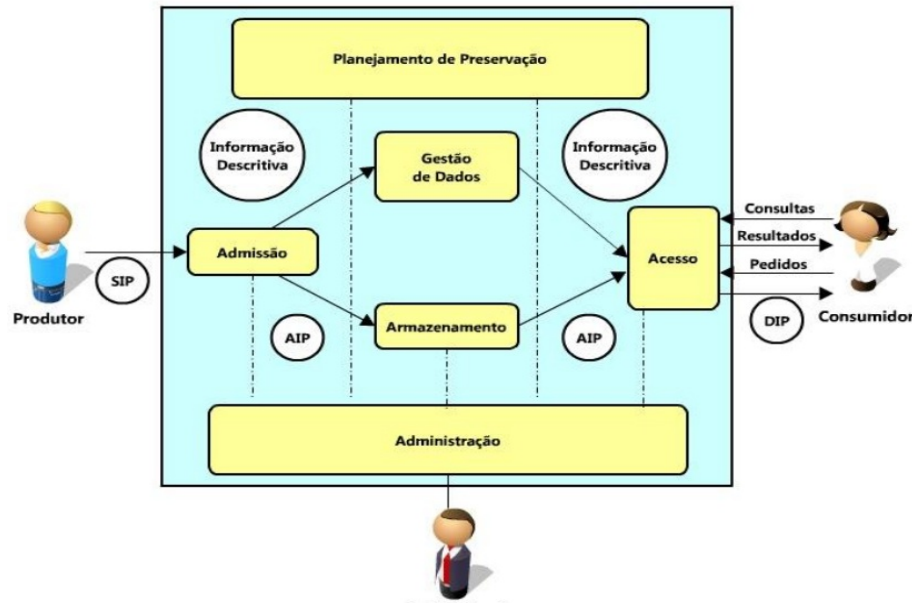 Planejamento de Preservação
Informação
Descritiva
Gestão
de Dados
Informação
Descritiva
Produtor
SIP
Admissão
Acesso
Consultas
Resultados
Pedidos
DIP
Consumidor
AIP
Armazenamento
AIP
Administração